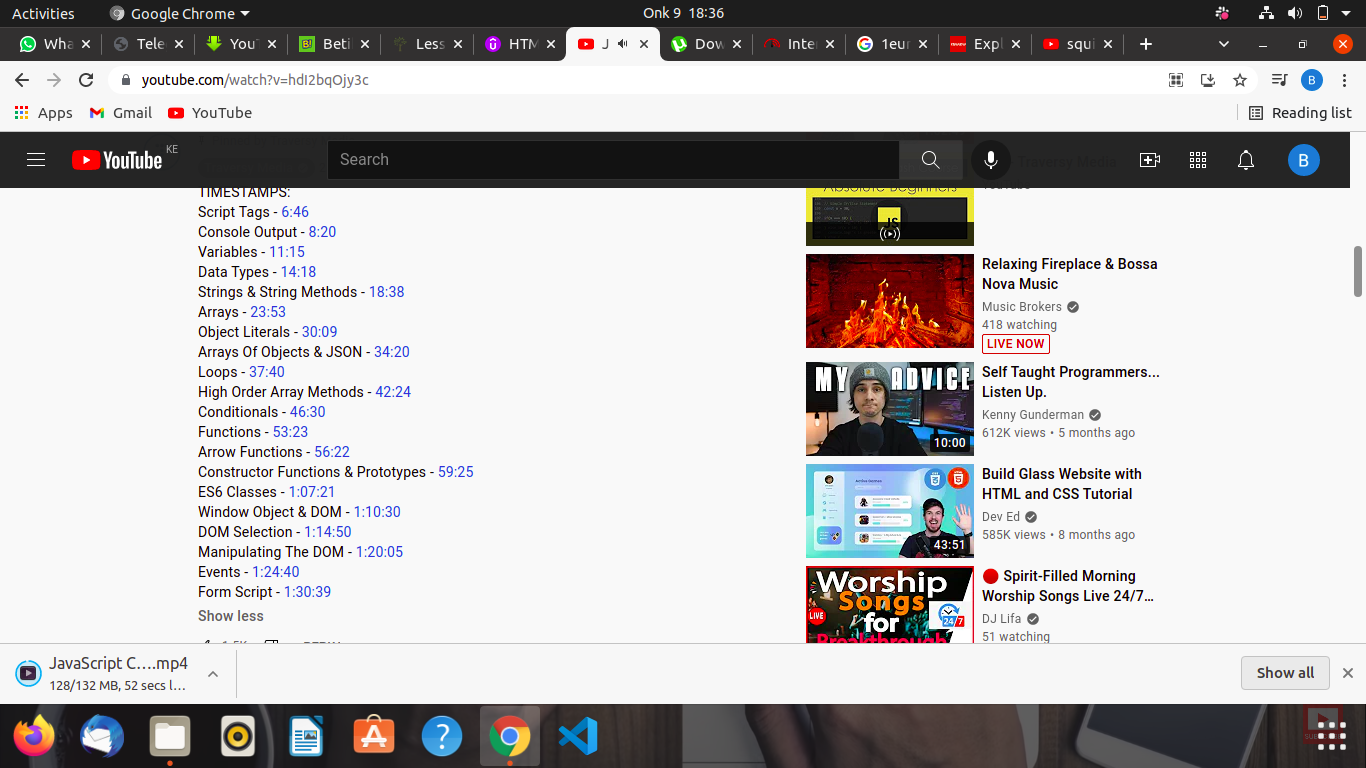 Activities
Google Chrome
Onk 9 18:36
Wha
Tele
YouT
Beti
Less
HTM
J
Dow
Inte
1eur
Expl
squi
youtube.com/watch?v=hdI2bqOjy3c
B
Apps
Gmail
YouTube
Reading list
YouTube KE
Search
B
TIMESTAMPS:
Script Tags - 6:46
Console Output - 8:20
Variables - 11:15
Data Types - 14:18
Strings & String Methods - 18:38
Arrays - 23:53
Object Literals - 30:09
Arrays Of Objects & JSON - 34:20
Loops - 37:40
High Order Array Methods - 42:24
Conditionals - 46:30
Functions - 53:23
Arrow Functions - 56:22
Constructor Functions & Prototypes - 59:25
ES6 Classes - 1:07:21
Window Object & DOM - 1:10:30
DOM Selection - 1:14:50
Manipulating The DOM - 1:20:05
Events - 1:24:40
Form Script - 1:30:39
Show less
Absolute Beginners
JS
Relaxing Fireplace & Bossa
Nova Music
Music Brokers
418 watching
LIVE NOW
MY ADVICE
10:00
Self Taught Programmers...
Listen Up.
Kenny Gunderman
612K views • 5 months ago
43:51
Build Glass Website with
HTML and CSS Tutorial
Dev Ed
585K views • 8 months ago
Worship
Songs
for
Breakthrough
LIVE
24/7
Spirit-Filled Morning
Worship Songs Live 24/7...
DJ Lifa
51 watching
JavaScript C....mp4
128/132 MB, 52 secs l...
Show all